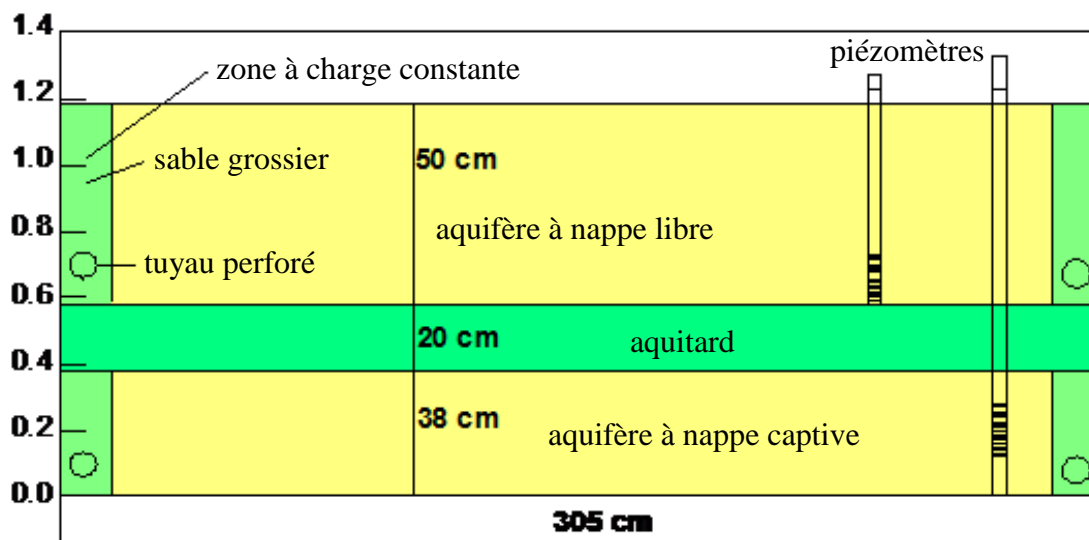 1.4
piézomètres
zone à charge constante
1.2
1.0
sable grossier
50 cm
0.8
aquifère à nappe libre
tuyau perforé
0.6
20 cm
aquitard
0.4
38 cm
aquifère à nappe captive
0.2
0.0
305 cm